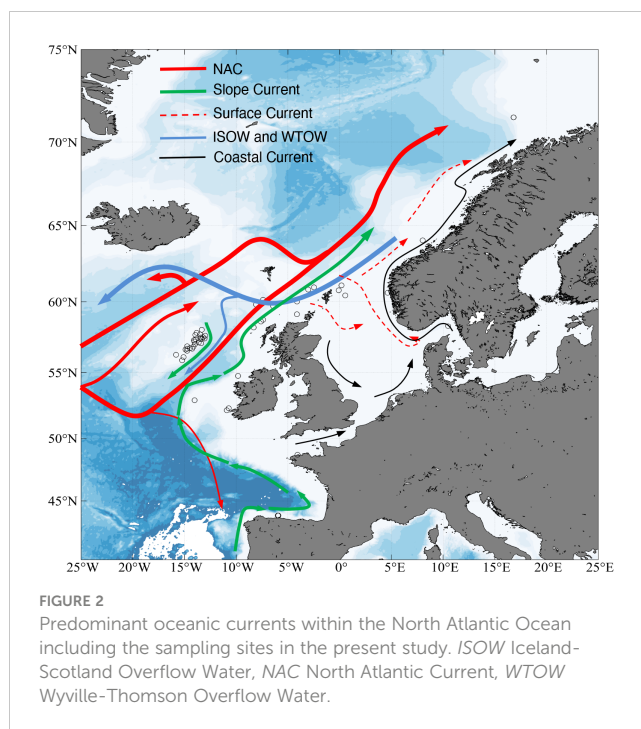 75°N
NAC
Slope Current
Surface Current
70°N
ISOW and WTOW
Coastal Current
65°N
60°N
55°N
50°N
45°N
25°W 20°W 15°W 10°W 5°W 0° 5°E 10°E 15°E 20°E 25°E
FIGURE 2
Predominant oceanic currents within the North Atlantic Ocean
including the sampling sites in the present study. ISOW Iceland-
Scotland Overflow Water, NAC North Atlantic Current, WTOW
Wyville-Thomson Overflow Water.